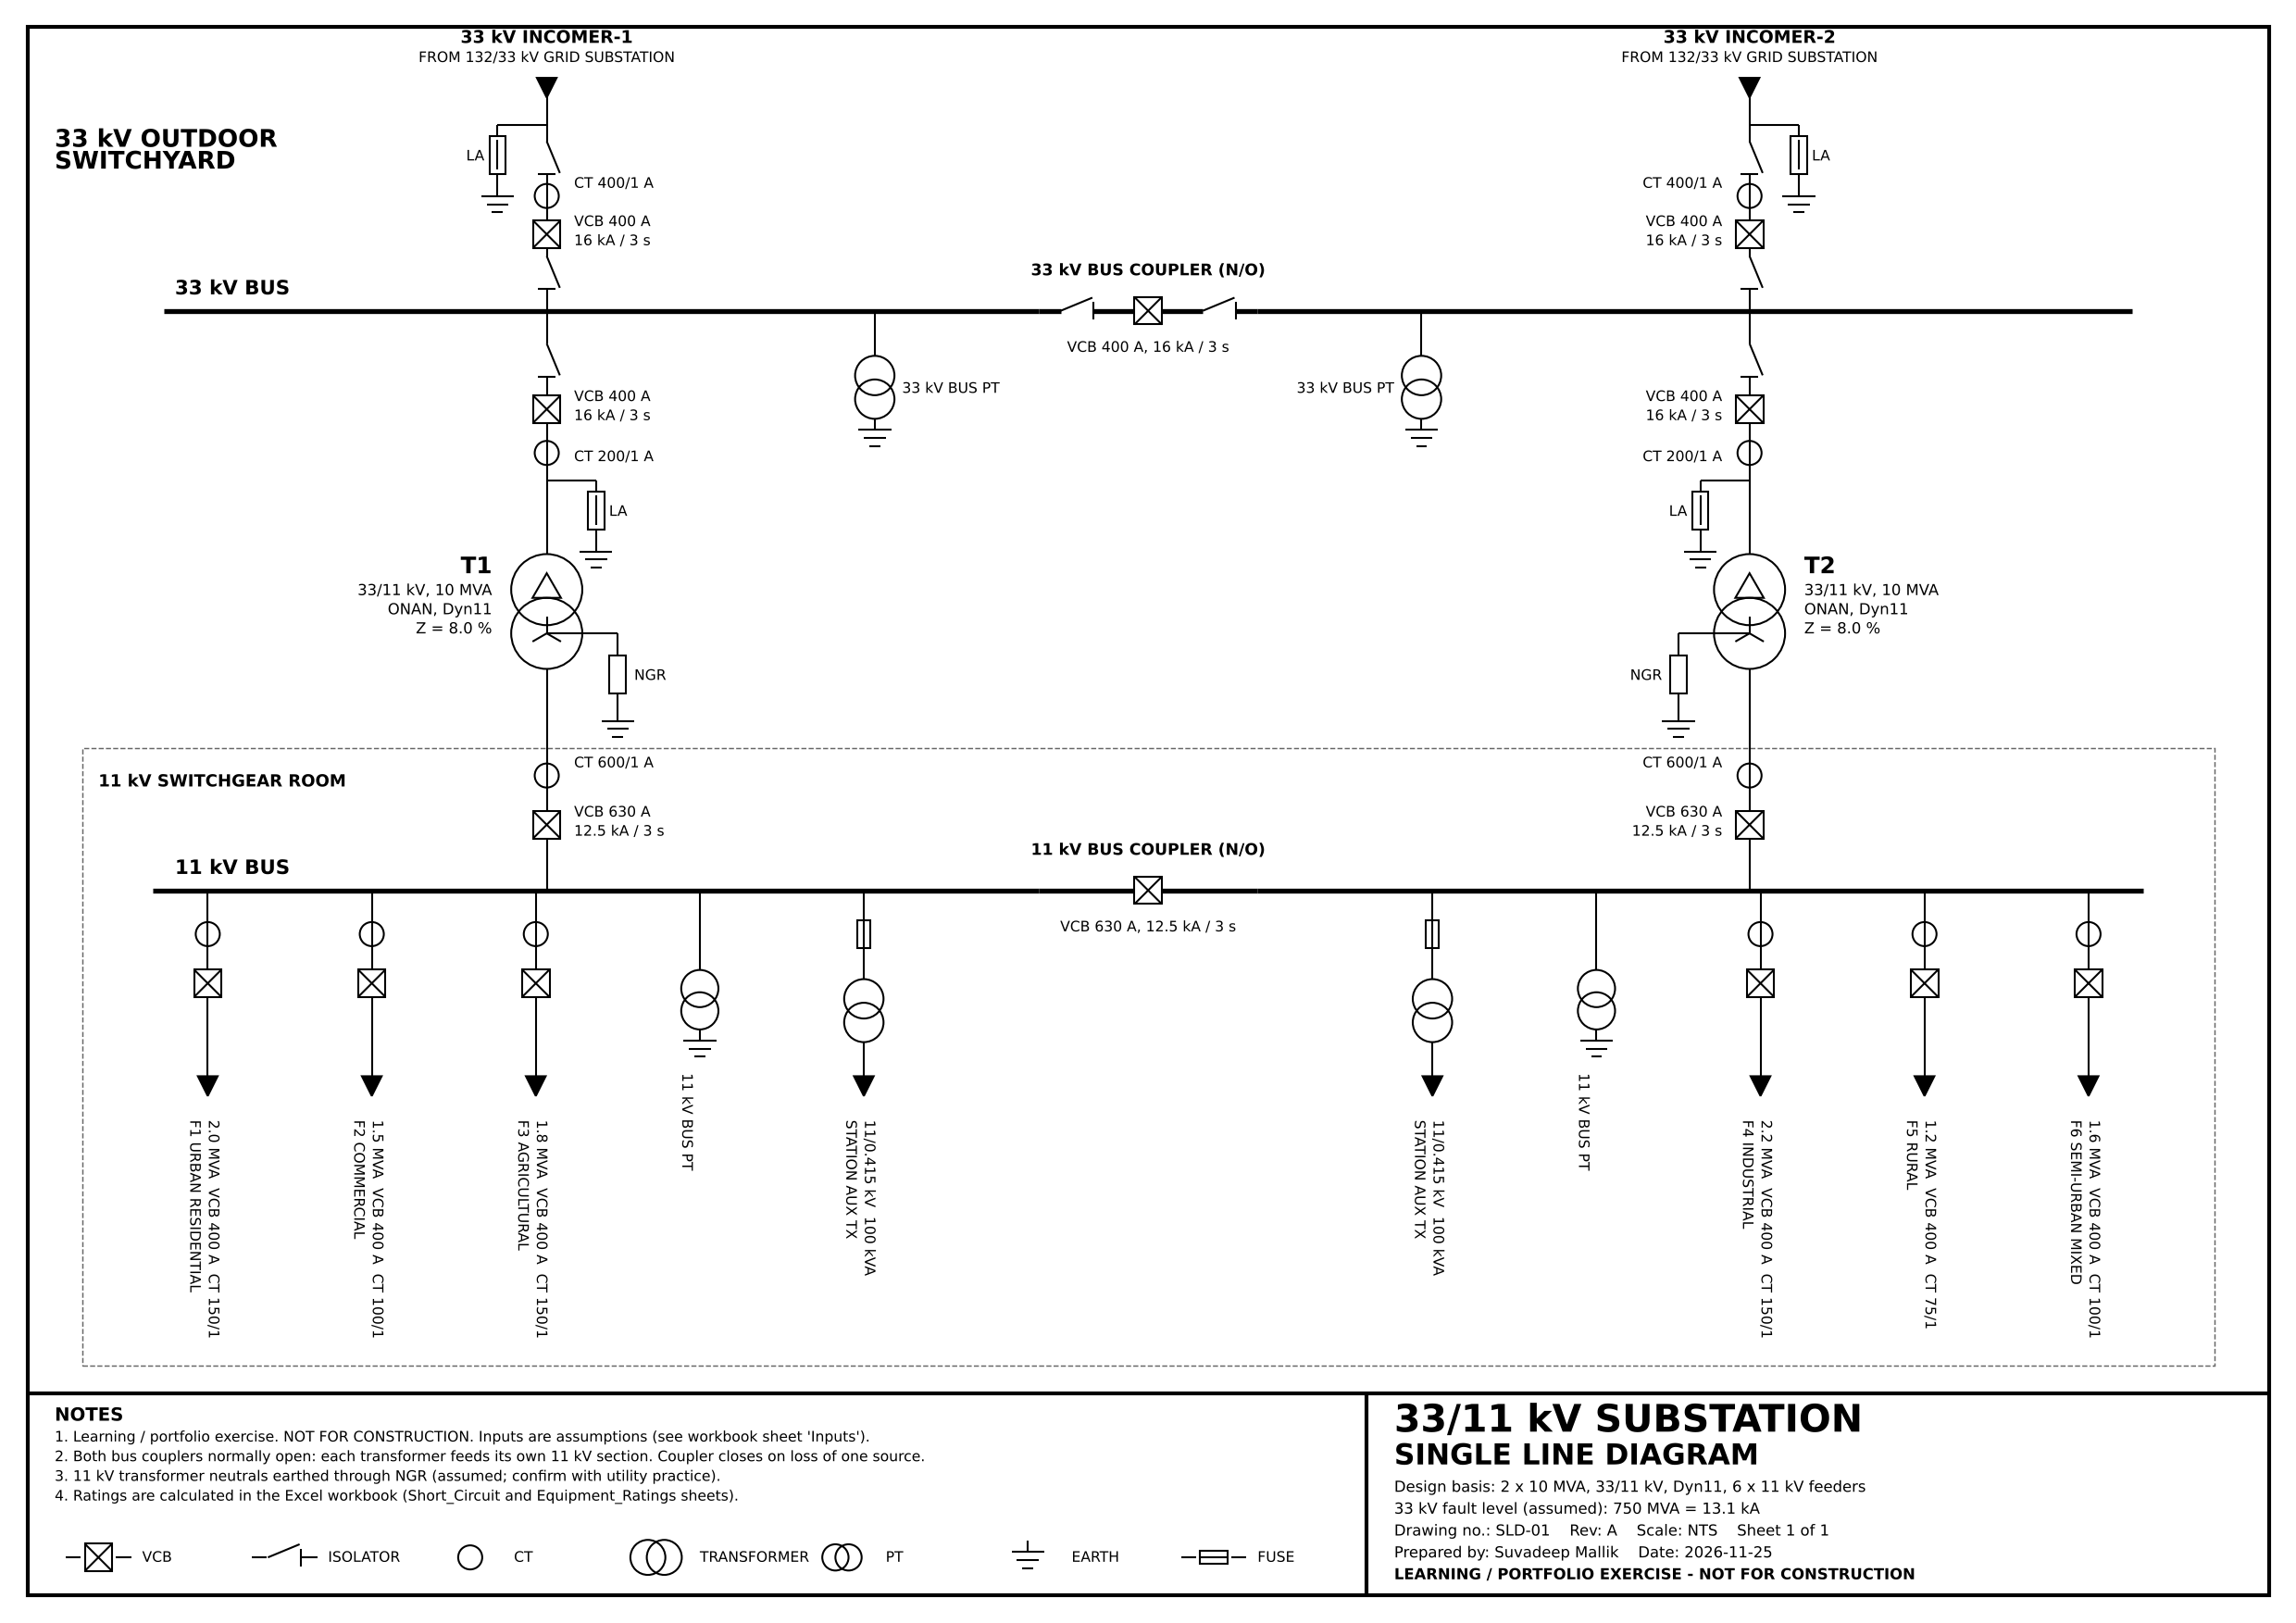 33 kV INCOMER-1
FROM 132/33 kV GRID SUBSTATION
33 kV INCOMER-2
FROM 132/33 kV GRID SUBSTATION
33 kV OUTDOOR
SWITCHYARD
LA
CT 400/1 A
VCB 400 A
16 kA / 3 s
LA
CT 400/1 A
VCB 400 A
16 kA / 3 s
33 kV BUS
33 kV BUS COUPLER (N/O)
VCB 400 A, 16 kA / 3 s
33 kV BUS PT
33 kV BUS PT
VCB 400 A
16 kA / 3 s
CT 200/1 A
LA
VCB 400 A
16 kA / 3 s
CT 200/1 A
LA
T1
33/11 kV, 10 MVA
ONAN, Dyn11
Z = 8.0 %
NGR
T2
33/11 kV, 10 MVA
ONAN, Dyn11
Z = 8.0 %
NGR
11 kV SWITCHGEAR ROOM
CT 600/1 A
VCB 630 A
12.5 kA / 3 s
CT 600/1 A
VCB 630 A
12.5 kA / 3 s
11 kV BUS
11 kV BUS COUPLER (N/O)
VCB 630 A, 12.5 kA / 3 s
2.0 MVA VCB 400 A CT 150/1
F1 URBAN RESIDENTIAL
1.5 MVA VCB 400 A CT 100/1
F2 COMMERCIAL
1.8 MVA VCB 400 A CT 150/1
F3 AGRICULTURAL
11 kV BUS PT
11/0.415 kV 100 kVA
STATION AUX TX
11/0.415 kV 100 kVA
STATION AUX TX
11 kV BUS PT
2.2 MVA VCB 400 A CT 150/1
F4 INDUSTRIAL
1.2 MVA VCB 400 A CT 75/1
F5 RURAL
1.6 MVA VCB 400 A CT 100/1
F6 SEMI-URBAN MIXED
NOTES
1. Learning / portfolio exercise. NOT FOR CONSTRUCTION. Inputs are assumptions (see workbook sheet 'Inputs').
2. Both bus couplers normally open: each transformer feeds its own 11 kV section. Coupler closes on loss of one source.
3. 11 kV transformer neutrals earthed through NGR (assumed; confirm with utility practice).
4. Ratings are calculated in the Excel workbook (Short_Circuit and Equipment_Ratings sheets).
VCB
ISOLATOR
CT
TRANSFORMER
PT
EARTH
FUSE
33/11 kV SUBSTATION
SINGLE LINE DIAGRAM
Design basis: 2 x 10 MVA, 33/11 kV, Dyn11, 6 x 11 kV feeders
33 kV fault level (assumed): 750 MVA = 13.1 kA
Drawing no.: SLD-01 Rev: A Scale: NTS Sheet 1 of 1
Prepared by: Suvadeep Mallik Date: 2026-11-25
LEARNING / PORTFOLIO EXERCISE - NOT FOR CONSTRUCTION